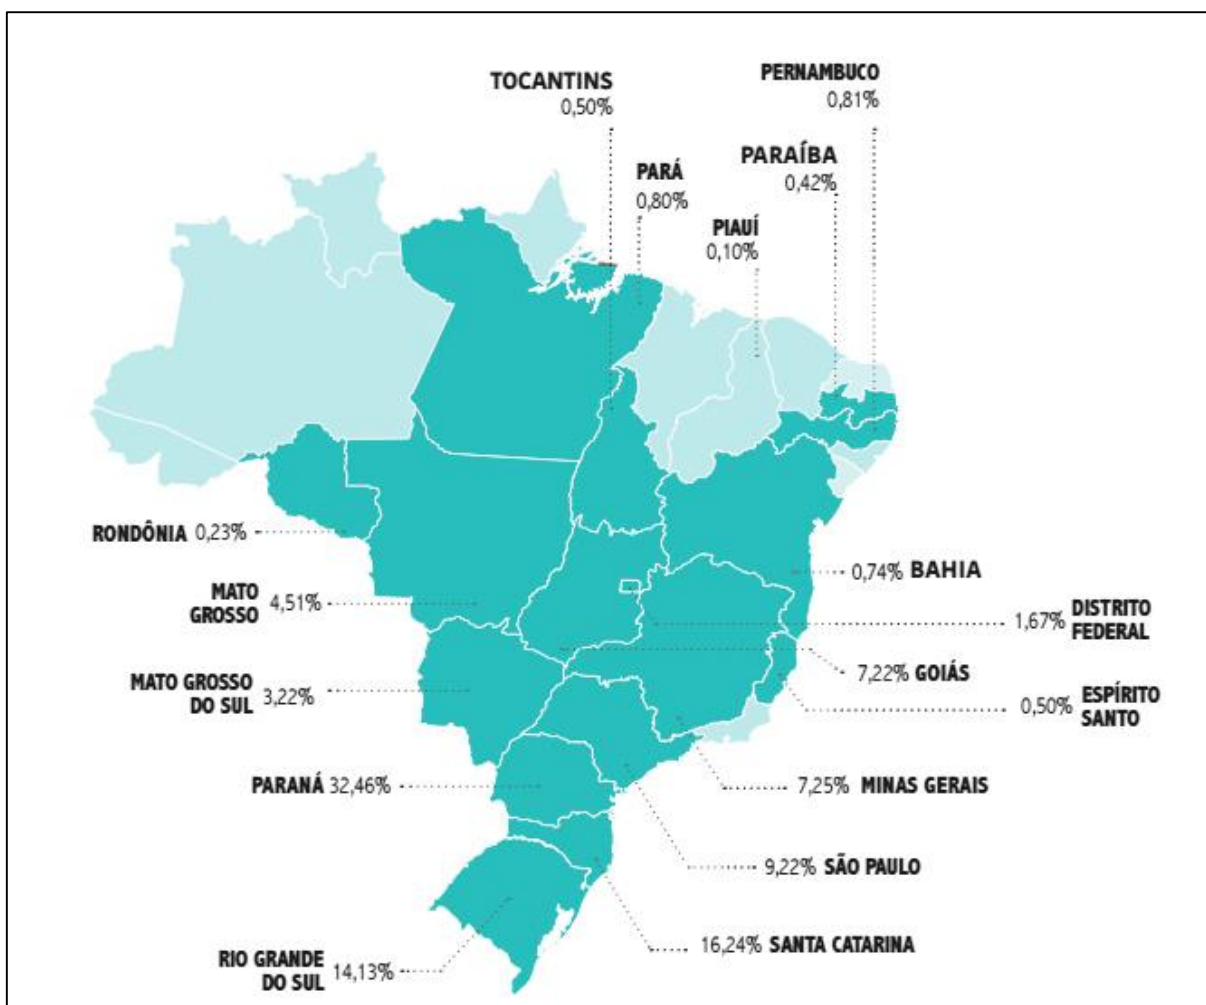 TOCANTINS
0,50%
PERNAMBUCO
0,81%
PARÁ
0,80%
PARAÍBA
0,42%
PIAUÍ
0,10%
RONDÔNIA 0,23%
0,74% BAHIA
MATO
GROSSO
4,51%
1,67%
DISTRITO
FEDERAL
7,22% GOIÁS
MATO GROSSO
DO SUL
3,22%
0,50%
ESPÍRITO
SANTO
PARANÁ 32,46%
7,25% MINAS GERAIS
9,22% SÃO PAULO
16,24% SANTA CATARINA
RIO GRANDE
DO SUL
14,13%